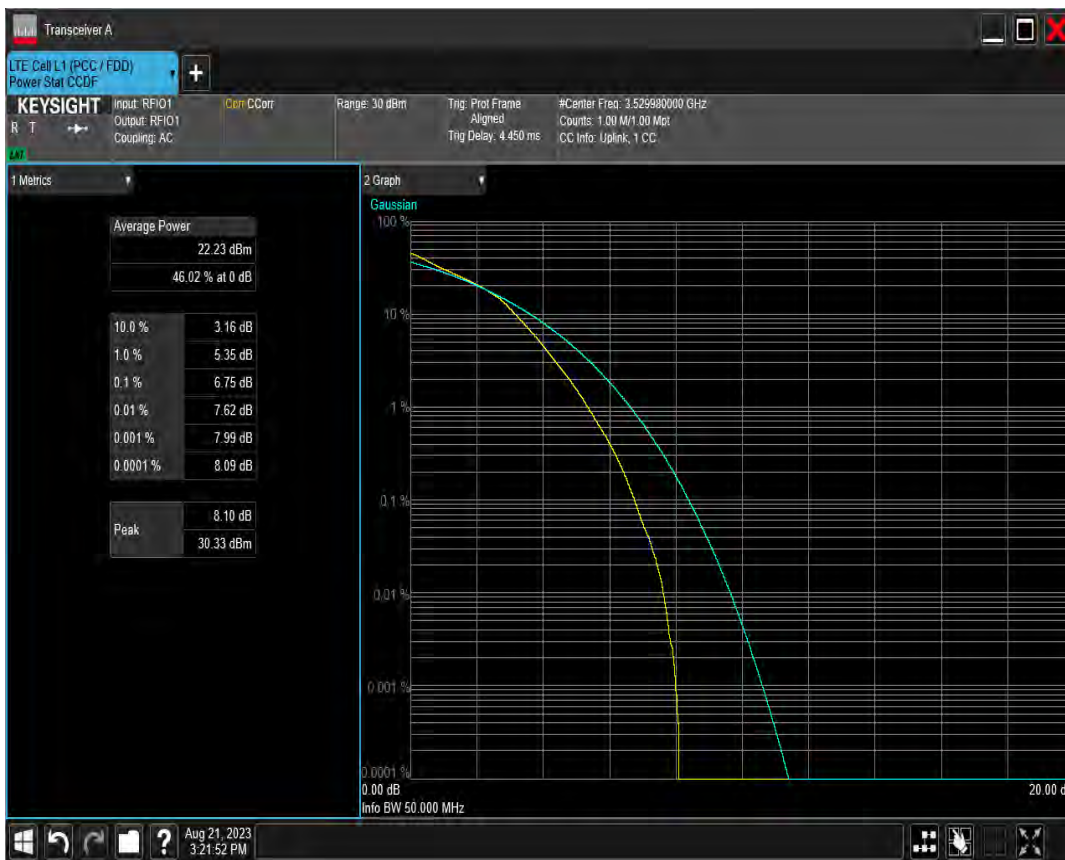 Transceiver A
LTE Cell L1 (PCC / FDD)
Power Stat CCDF
+
KEYSIGHT
R T
LNI
Input: RFIO1
Output: RFIO1
Coupling: AC
Corr CCorr
Range: 30 dBm
Trig: Prot Frame
Aligned
Trig Delay: 4.450 ms
#Center Freq: 3.529980000 GHz
Counts: 1.00 M/1.00 Mpt
CC Info: Uplink, 1 CC
1 Metrics
Average Power
22.23 dBm
46.02 % at 0 dB
10.0 % 3.16 dB
1.0 % 5.35 dB
0.1 % 6.75 dB
0.01 % 7.62 dB
0.001 % 7.99 dB
0.0001 % 8.09 dB
Peak
8.10 dB
30.33 dBm
2 Graph
Gaussian
100 %
10 %
1 %
0.1 %
0.01 %
0.001 %
0.0001 %
0.00 dB
20.00 d
Info BW 50.000 MHz
?
Aug 21, 2023
3:21:52 PM